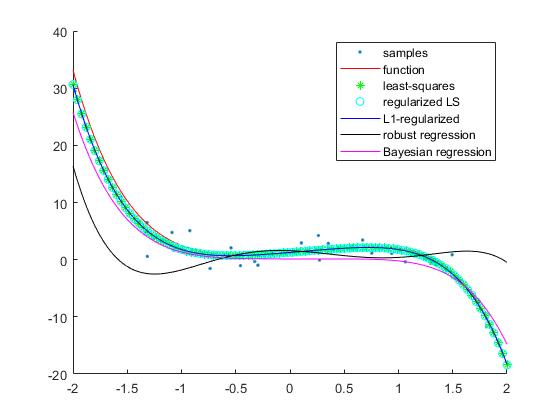 40
samples
function
least-squares
30
regularized LS
L1-regularized
robust regression
Bayesian regression
20
10
0
-10
-20
-2 -1.5 -1 -0.5 0 0.5 1 1.5 2